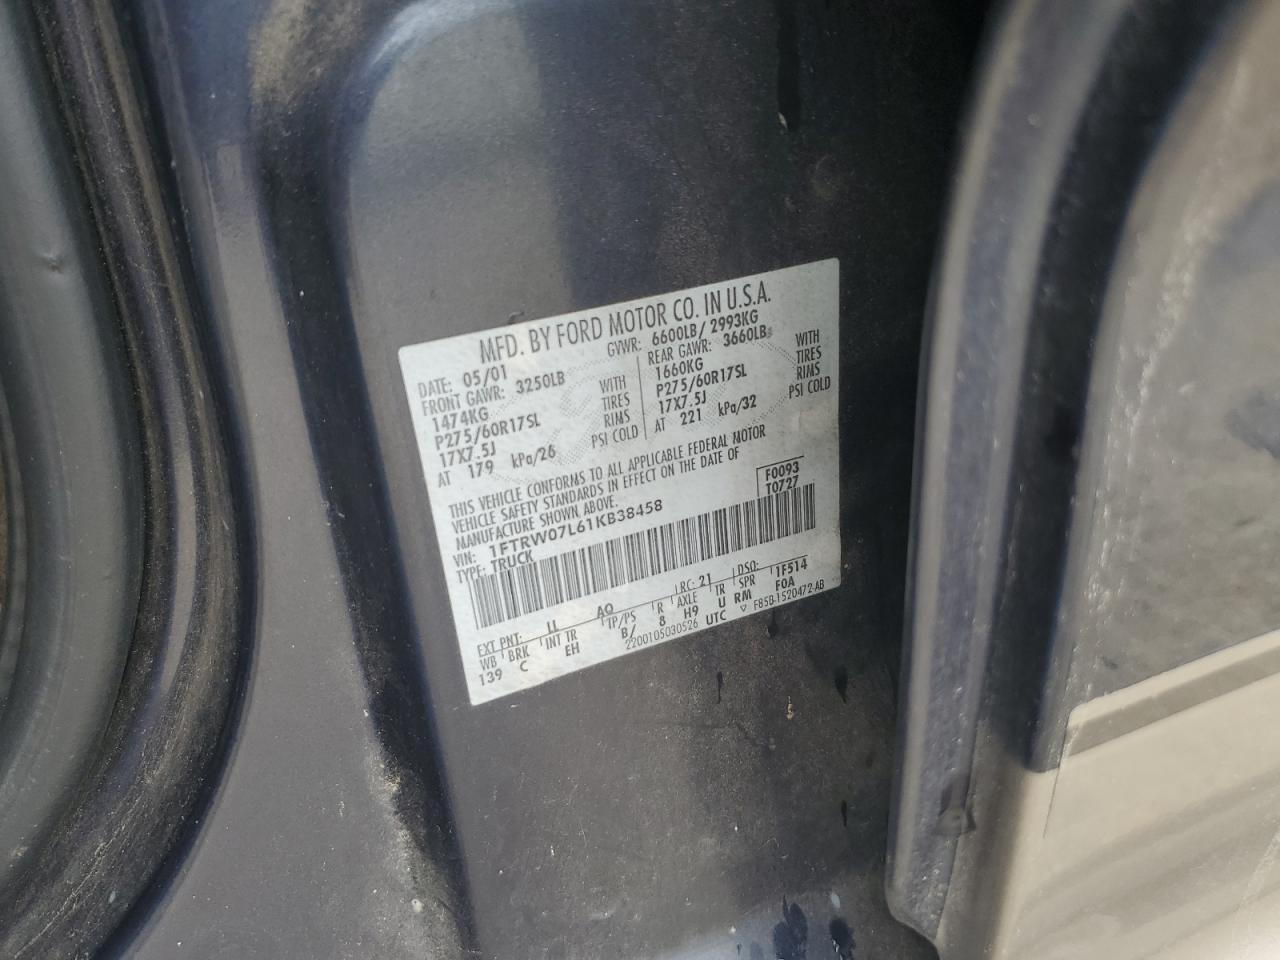 MFD. BY FORD MOTOR CO. IN U.S.A.
DATE: 05/01 GVWR: 6600LB/ 2993KG
FRONT GAWR: 3250LB REAR GAWR: 3660LB
1474KG WITH 1660KG WITH
P275/60R17SL TIRES P275/60R17SL TIRES
17X7.5J RIMS 17X7.5J RIMS
AT 179 kPa/26 PSI COLD AT 221 kPa/32 PSI COLD
THIS VEHICLE CONFORMS TO ALL APPLICABLE FEDERAL MOTOR
VEHICLE SAFETY STANDARDS IN EFFECT ON THE DATE OF
MANUFACTURE SHOWN ABOVE.
VIN: 1FTRW07L61KB38458 F0093
TYPE: TRUCK T0727
EXT PNT: LL AO RC: 21 DSO: 1F514
WB BRK INT TR TP/PS R AXLE TR SPR F0A
139 C EH B/ 8 H9 U RM
2200105030526 UTC ▽ F85B-1520472-AB